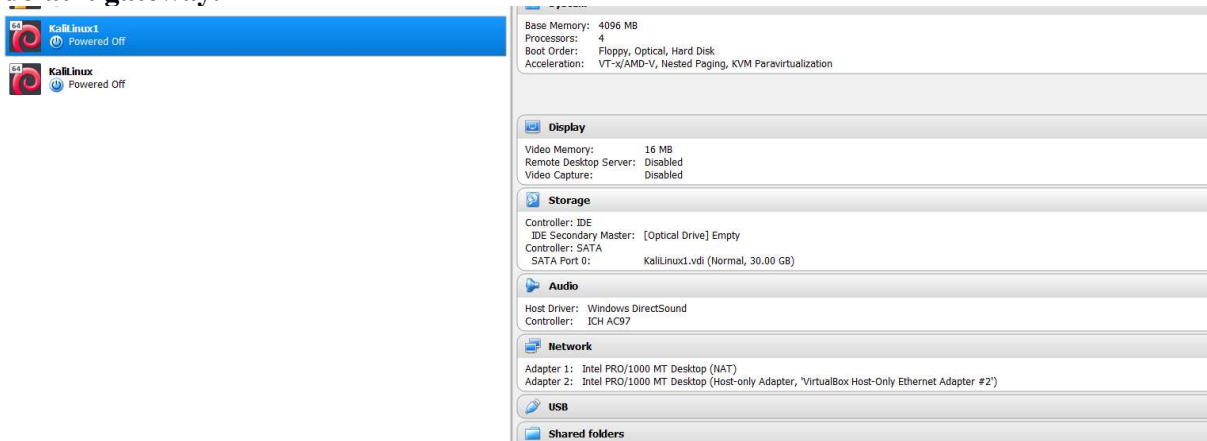 64
KaliLinux1
Powered Off
64
KaliLinux
Powered Off
System
Base Memory: 4096 MB
Processors: 4
Boot Order: Floppy, Optical, Hard Disk
Acceleration: VT-x/AMD-V, Nested Paging, KVM Paravirtualization
Display
Video Memory: 16 MB
Remote Desktop Server: Disabled
Video Capture: Disabled
Storage
Controller: IDE
IDE Secondary Master: [Optical Drive] Empty
Controller: SATA
SATA Port 0: KaliLinux1.vdi (Normal, 30.00 GB)
Audio
Host Driver: Windows DirectSound
Controller: ICH AC97
Network
Adapter 1: Intel PRO/1000 MT Desktop (NAT)
Adapter 2: Intel PRO/1000 MT Desktop (Host-only Adapter, 'VirtualBox Host-Only Ethernet Adapter #2')
USB
Shared folders